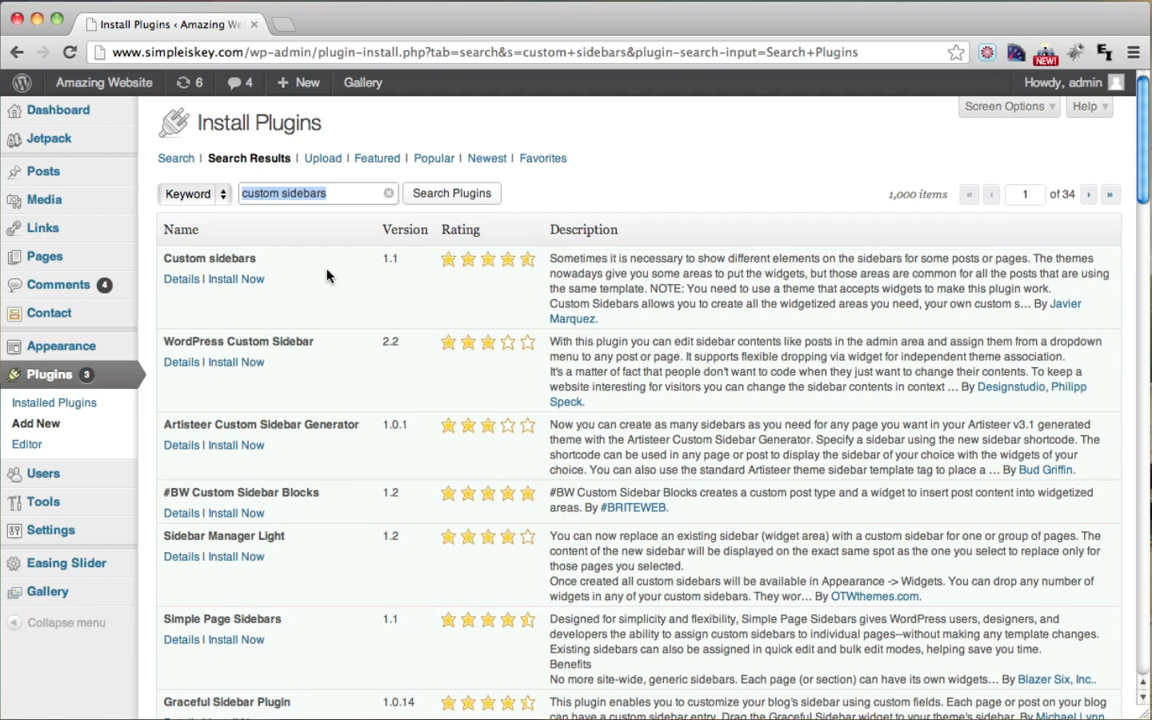 Install Plugins ‹ Amazing We
www.simpleiskey.com/wp-admin/plugin-install.php?tab=search&s=custom+sidebars&plugin-search-input=Search+Plugins
NEW!
Amazing Website 6 4 + New Gallery Howdy, admin
Dashboard
Jetpack
Posts
Media
Links
Pages
Comments 4
Contact
Appearance
Plugins 3
Installed Plugins
Add New
Editor
Users
Tools
Settings
Easing Slider
Gallery
Collapse menu
Screen Options Help
Install Plugins
Search | Search Results | Upload | Featured | Popular | Newest | Favorites
Keyword custom sidebars Search Plugins 1,000 items « ‹ 1 of 34 › »
Name Version Rating Description
Custom sidebars 1.1
Details | Install Now
Sometimes it is necessary to show different elements on the sidebars for some posts or pages. The themes
nowadays give you some areas to put the widgets, but those areas are common for all the posts that are using
the same template. NOTE: You need to use a theme that accepts widgets to make this plugin work.
Custom Sidebars allows you to create all the widgetized areas you need, your own custom s... By Javier
Marquez.
WordPress Custom Sidebar 2.2
Details | Install Now
With this plugin you can edit sidebar contents like posts in the admin area and assign them from a dropdown
menu to any post or page. It supports flexible dropping via widget for independent theme association.
It's a matter of fact that people don't want to code when they just want to change their contents. To keep a
website interesting for visitors you can change the sidebar contents in context ... By Designstudio, Philipp
Speck.
Artisteer Custom Sidebar Generator 1.0.1
Details | Install Now
Now you can create as many sidebars as you need for any page you want in your Artisteer v3.1 generated
theme with the Artisteer Custom Sidebar Generator. Specify a sidebar using the new sidebar shortcode. The
shortcode can be used in any page or post to display the sidebar of your choice with the widgets of your
choice. You can also use the standard Artisteer theme sidebar template tag to place a ... By Bud Griffin.
#BW Custom Sidebar Blocks 1.2
Details | Install Now
#BW Custom Sidebar Blocks creates a custom post type and a widget to insert post content into widgetized
areas. By #BRITEWEB.
Sidebar Manager Light 1.2
Details | Install Now
You can now replace an existing sidebar (widget area) with a custom sidebar for one or group of pages. The
content of the new sidebar will be displayed on the exact same spot as the one you select to replace only for
those pages you selected.
Once created all custom sidebars will be available in Appearance -> Widgets. You can drop any number of
widgets in any of your custom sidebars. They wor... By OTWthemes.com.
Simple Page Sidebars 1.1
Details | Install Now
Designed for simplicity and flexibility, Simple Page Sidebars gives WordPress users, designers, and
developers the ability to assign custom sidebars to individual pages--without making any template changes.
Existing sidebars can also be assigned in quick edit and bulk edit modes, helping save you time.
Benefits
No more site-wide, generic sidebars. Each page (or section) can have its own widgets... By Blazer Six, Inc..
Graceful Sidebar Plugin 1.0.14
This plugin enables you to customize your blog's sidebar using custom fields. Each page or post on your blog
can have a custom sidebar entry. Drag the Graceful Sidebar widget to your theme's sidebar. By Michael Lynn